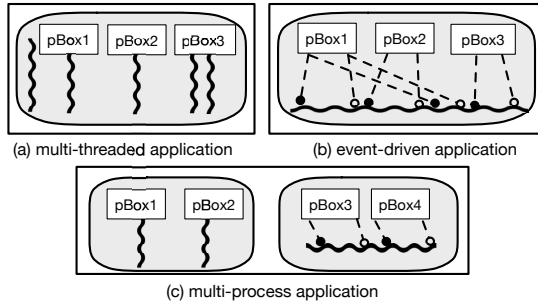 pBox1 pBox2 pBox3 pBox1 pBox2 pBox3
(a) multi-threaded application (b) event-driven application
pBox1 pBox2 pBox3 pBox4
(c) multi-process application